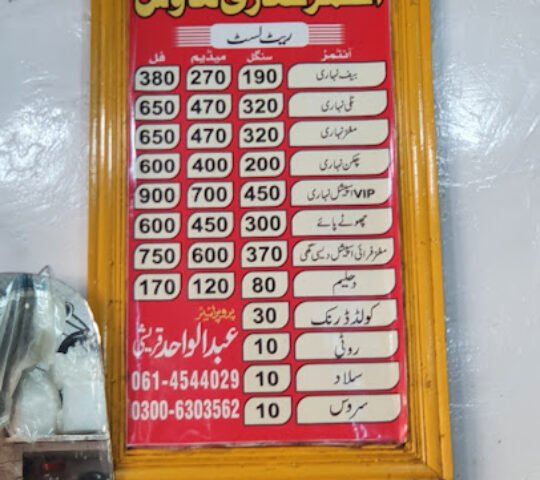 ریٹ لسٹ
آئٹمز سنگل میڈیم فل
بیف نہاری 190 270 380
نلی نہاری 320 470 650
مغز نہاری 320 470 650
چکن نہاری 200 400 600
VIP اسپیشل نہاری 450 700 900
چھوٹے پائے 300 450 600
مغز فرائی اسپیشل دیسی گھی 370 600 750
حلیم 80 120 170
کولڈ ڈرنک 30 پروپرائیٹر
روٹی 10 عبدالواحد قریشی
سلاد 10 061-4544029
سروس 10 0300-6303562